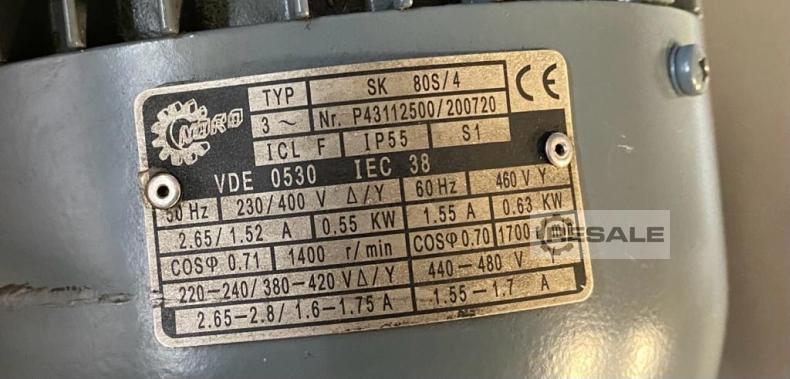 MORO
TYP SK 80S/4 CE
3 ~ Nr. P43112500/200720
ICL F IP55 S1
VDE 0530 IEC 38
50 Hz 230/400 V Δ/Y 60 Hz 460 V Y
2.65/1.52 A 0.55 KW 1.55 A 0.63 KW
COSφ 0.71 1400 r/min COSφ 0.70 1700
220-240/380-420 V Δ/Y 440-480 V Y
2.65-2.8/1.6-1.75 A 1.55-1.7 A
RESALE